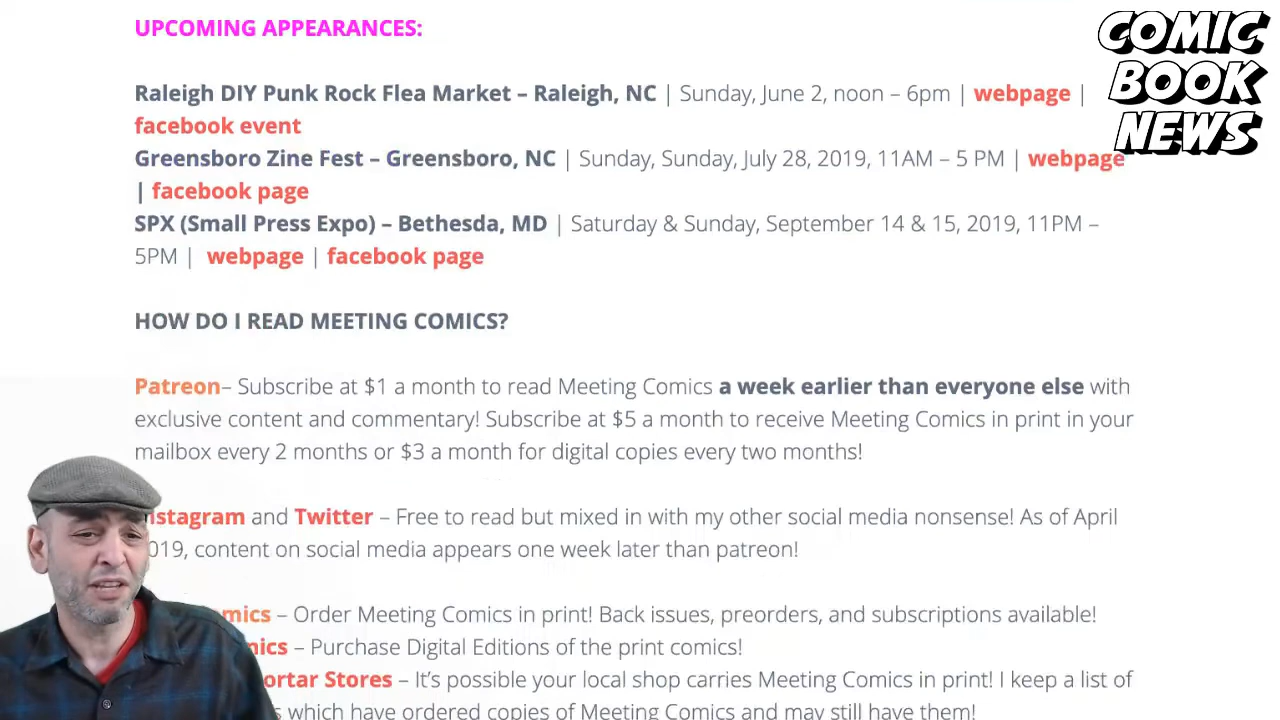 UPCOMING APPEARANCES:
COMIC
BOOK
NEWS
Raleigh DIY Punk Rock Flea Market – Raleigh, NC | Sunday, June 2, noon – 6pm | webpage |
facebook event
Greensboro Zine Fest – Greensboro, NC | Sunday, Sunday, July 28, 2019, 11AM – 5 PM | webpage
| facebook page
SPX (Small Press Expo) – Bethesda, MD | Saturday & Sunday, September 14 & 15, 2019, 11PM –
5PM | webpage | facebook page
HOW DO I READ MEETING COMICS?
Patreon– Subscribe at $1 a month to read Meeting Comics a week earlier than everyone else with
exclusive content and commentary! Subscribe at $5 a month to receive Meeting Comics in print in your
mailbox every 2 months or $3 a month for digital copies every two months!
nstagram and Twitter – Free to read but mixed in with my other social media nonsense! As of April
019, content on social media appears one week later than patreon!
omics – Order Meeting Comics in print! Back issues, preorders, and subscriptions available!
nics – Purchase Digital Editions of the print comics!
ortar Stores – It's possible your local shop carries Meeting Comics in print! I keep a list of
s which have ordered copies of Meeting Comics and may still have them!